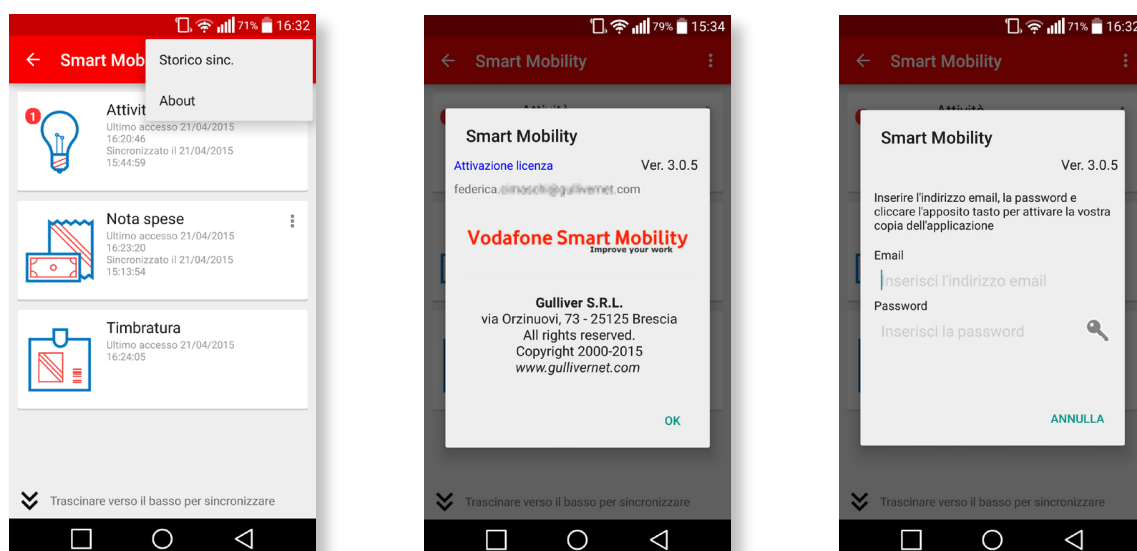 71% 16:32
Smart Mob
Storico sinc.
About
1
Attivit
Ultimo accesso 21/04/2015
16:20:46
Sincronizzato il 21/04/2015
15:44:59
Nota spese
Ultimo accesso 21/04/2015
16:23:20
Sincronizzato il 21/04/2015
15:13:54
Timbratura
Ultimo accesso 21/04/2015
16:24:05
Trascinare verso il basso per sincronizzare
79% 15:34
Smart Mobility
Attività
Smart Mobility
Attivazione licenza Ver. 3.0.5
federica. .com
Vodafone Smart Mobility
Improve your work
Gulliver S.R.L.
via Orzinuovi, 73 - 25125 Brescia
All rights reserved.
Copyright 2000-2015
www.gullivernet.com
OK
Trascinare verso il basso per sincronizzare
71% 16:32
Smart Mobility
Attività
Smart Mobility
Ver. 3.0.5
Inserire l'indirizzo email, la password e
cliccare l'apposito tasto per attivare la vostra
copia dell'applicazione
Email
Inserisci l'indirizzo email
Password
Inserisci la password
ANNULLA
Trascinare verso il basso per sincronizzare